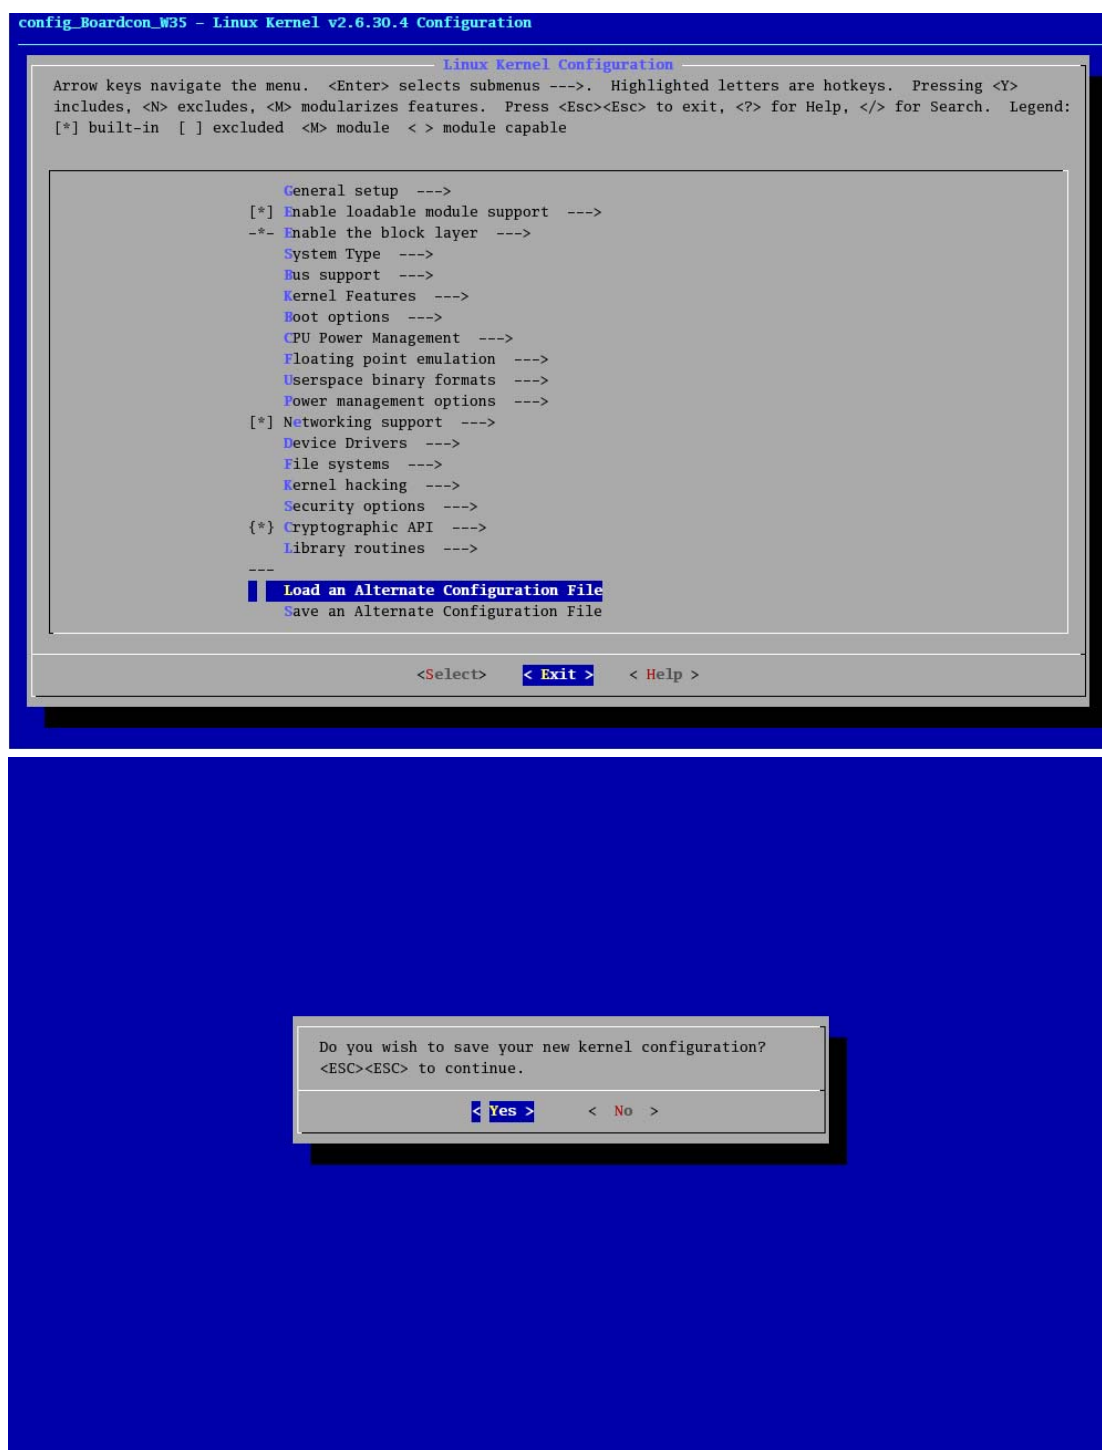 config_Boardcon_W35 - Linux Kernel v2.6.30.4 Configuration
Linux Kernel Configuration
Arrow keys navigate the menu. <Enter> selects submenus --->. Highlighted letters are hotkeys. Pressing <Y>
includes, <N> excludes, <M> modularizes features. Press <Esc><Esc> to exit, <?> for Help, </> for Search. Legend:
[*] built-in [ ] excluded <M> module < > module capable
General setup --->
[*] Enable loadable module support --->
-*- Enable the block layer --->
System Type --->
Bus support --->
Kernel Features --->
Boot options --->
CPU Power Management --->
Floating point emulation --->
Userspace binary formats --->
Power management options --->
[*] Networking support --->
Device Drivers --->
File systems --->
Kernel hacking --->
Security options --->
{*} Cryptographic API --->
Library routines --->
---
Load an Alternate Configuration File
Save an Alternate Configuration File
<Select> < Exit > < Help >
Do you wish to save your new kernel configuration?
<ESC><ESC> to continue.
< Yes > < No >